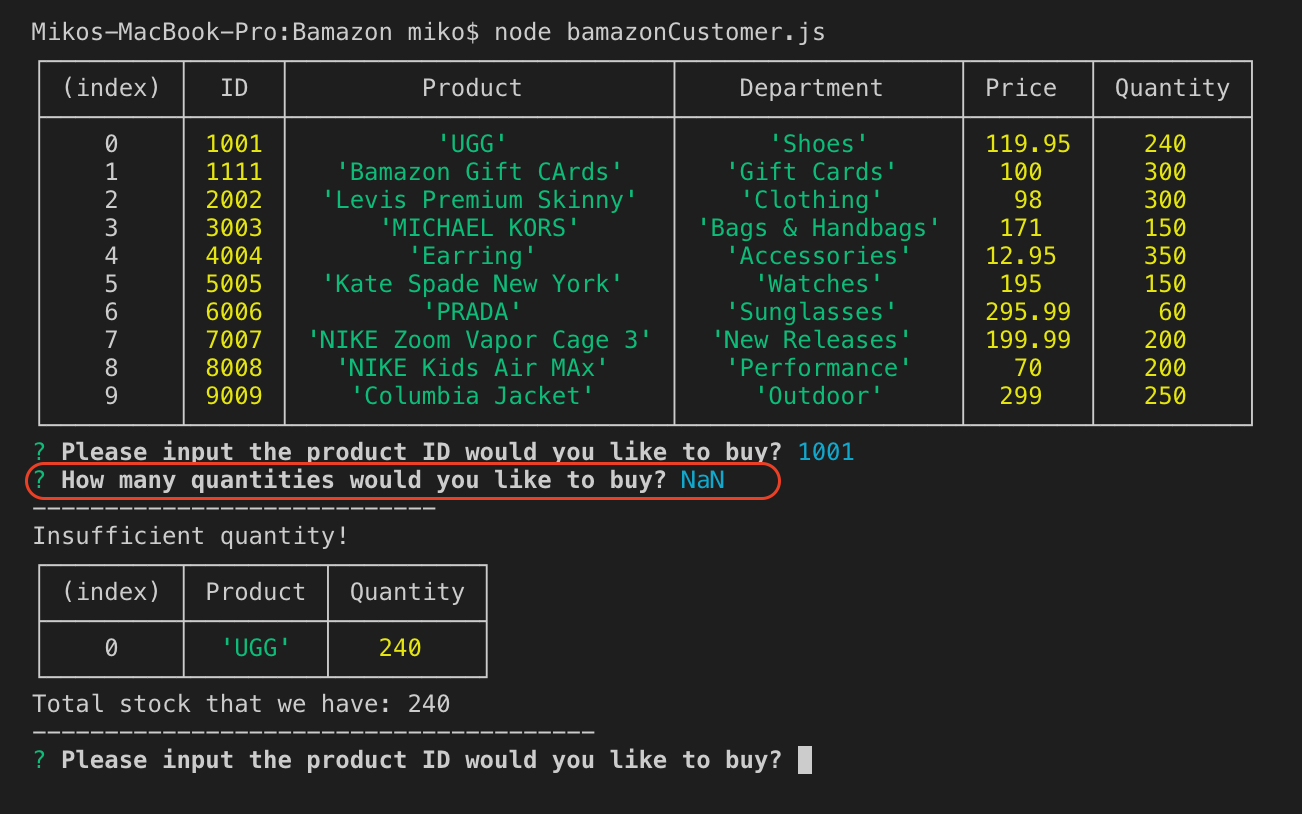 Mikos-MacBook-Pro:Bamazon miko$ node bamazonCustomer.js
(index) ID Product Department Price Quantity
0 1001 'UGG' 'Shoes' 119.95 240
1 1111 'Bamazon Gift CArds' 'Gift Cards' 100 300
2 2002 'Levis Premium Skinny' 'Clothing' 98 300
3 3003 'MICHAEL KORS' 'Bags & Handbags' 171 150
4 4004 'Earring' 'Accessories' 12.95 350
5 5005 'Kate Spade New York' 'Watches' 195 150
6 6006 'PRADA' 'Sunglasses' 295.99 60
7 7007 'NIKE Zoom Vapor Cage 3' 'New Releases' 199.99 200
8 8008 'NIKE Kids Air MAx' 'Performance' 70 200
9 9009 'Columbia Jacket' 'Outdoor' 299 250
? Please input the product ID would you like to buy? 1001
? How many quantities would you like to buy? NaN
----------------------------
Insufficient quantity!
(index) Product Quantity
0 'UGG' 240
Total stock that we have: 240
---------------------------------------
? Please input the product ID would you like to buy?